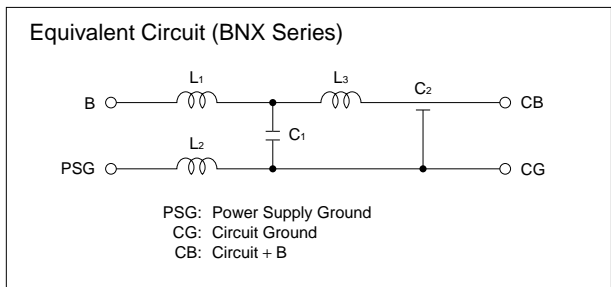 Equivalent Circuit (BNX Series)
L1 L3 C2
B CB
C1
L2
PSG CG
PSG: Power Supply Ground
CG: Circuit Ground
CB: Circuit + B